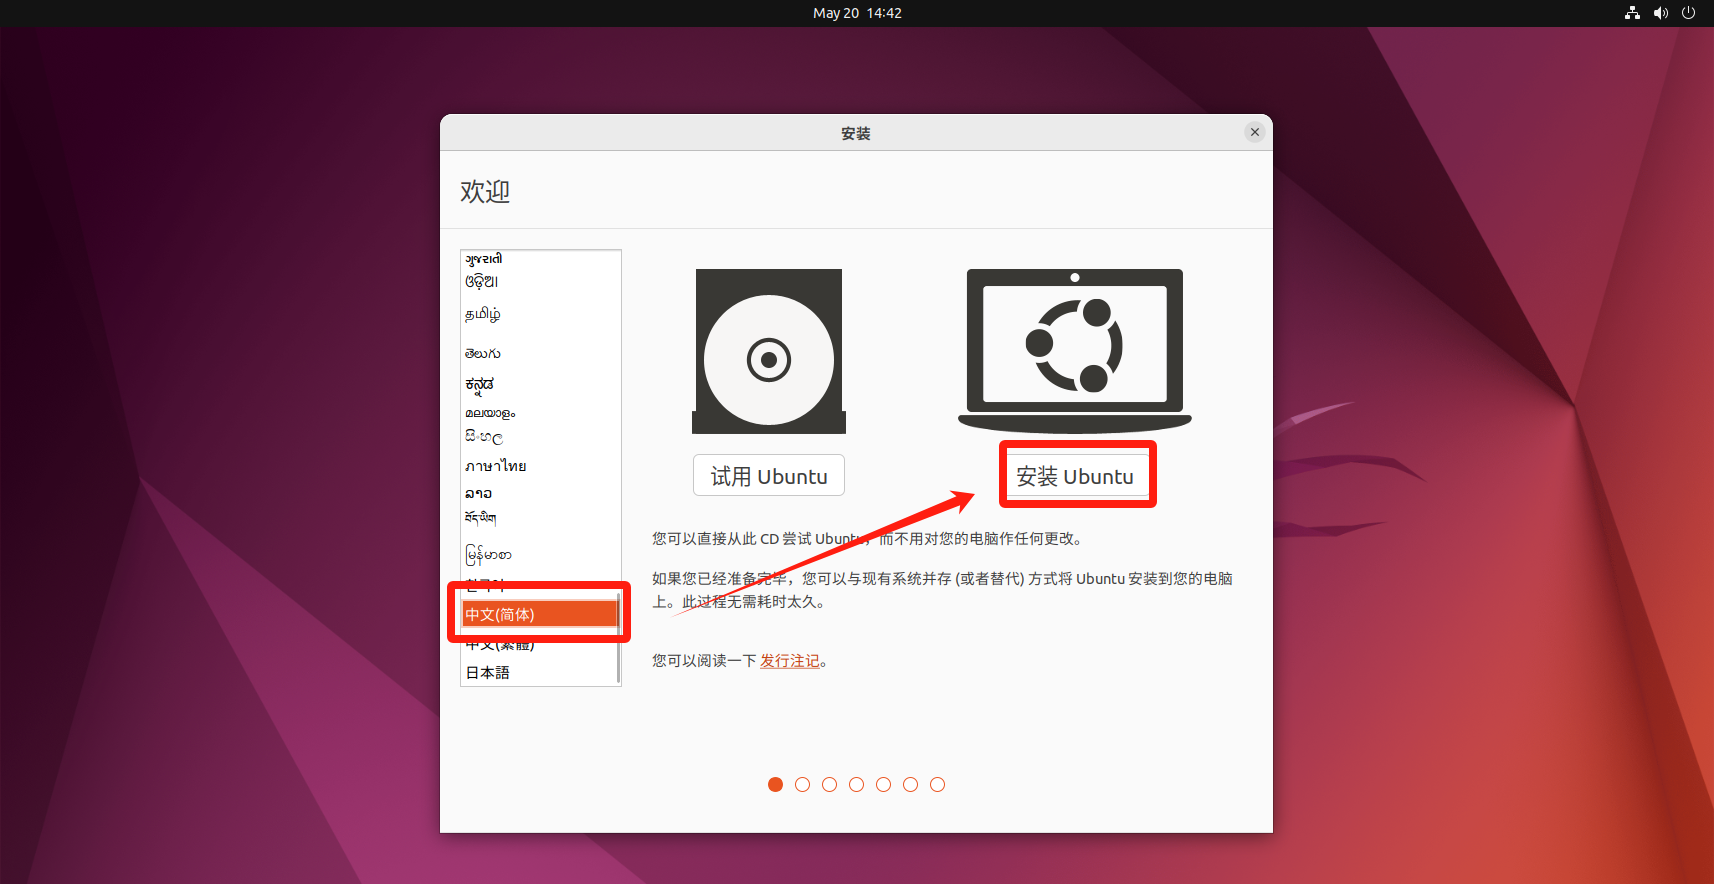 May 20 14:42
安装
欢迎
ગુજરાતી
ଓଡ଼ିଆ
தமிழ்
తెలుగు
ಕನ್ನಡ
മലയാളം
සිංහල
ภาษาไทย
ລາວ
བོད་ཡིག
မြန်မာစာ
한국어
中文(简体)
中文(繁體)
日本語
试用 Ubuntu
安装 Ubuntu
您可以直接从此 CD 尝试 Ubuntu，而不用对您的电脑作任何更改。
如果您已经准备完毕，您可以与现有系统并存 (或者替代) 方式将 Ubuntu 安装到您的电脑
上。此过程无需耗时太久。
您可以阅读一下 发行注记。